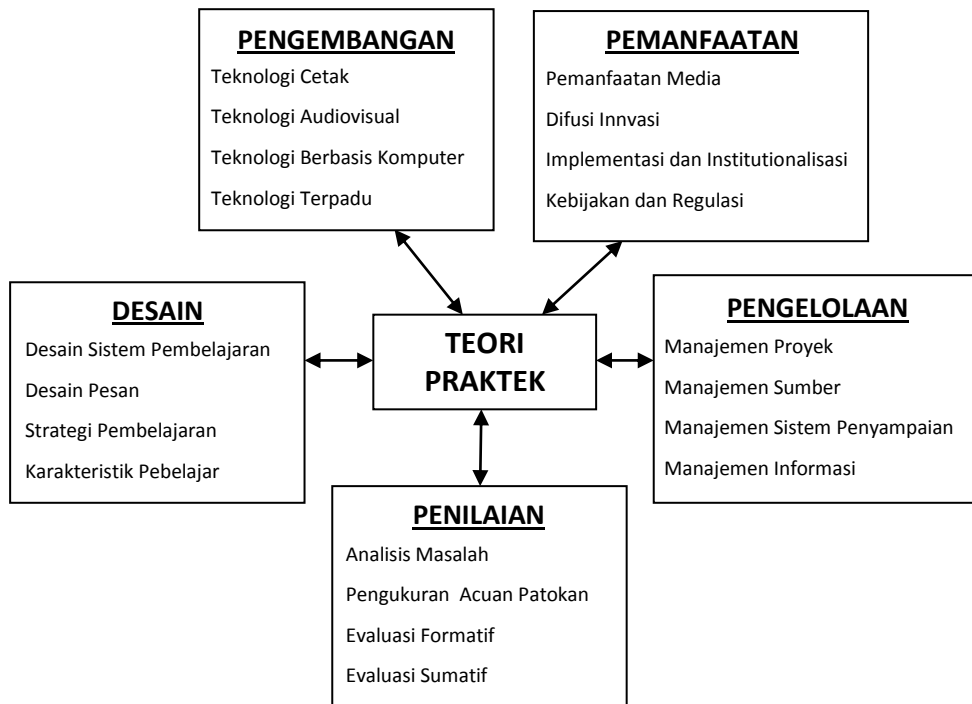 PENGEMBANGAN
Teknologi Cetak
Teknologi Audiovisual
Teknologi Berbasis Komputer
Teknologi Terpadu
PEMANFAATAN
Pemanfaatan Media
Difusi Innvasi
Implementasi dan Institutionalisasi
Kebijakan dan Regulasi
DESAIN
Desain Sistem Pembelajaran
Desain Pesan
Strategi Pembelajaran
Karakteristik Pebelajar
TEORI
PRAKTEK
PENGELOLAAN
Manajemen Proyek
Manajemen Sumber
Manajemen Sistem Penyampaian
Manajemen Informasi
PENILAIAN
Analisis Masalah
Pengukuran  Acuan Patokan
Evaluasi Formatif
Evaluasi Sumatif